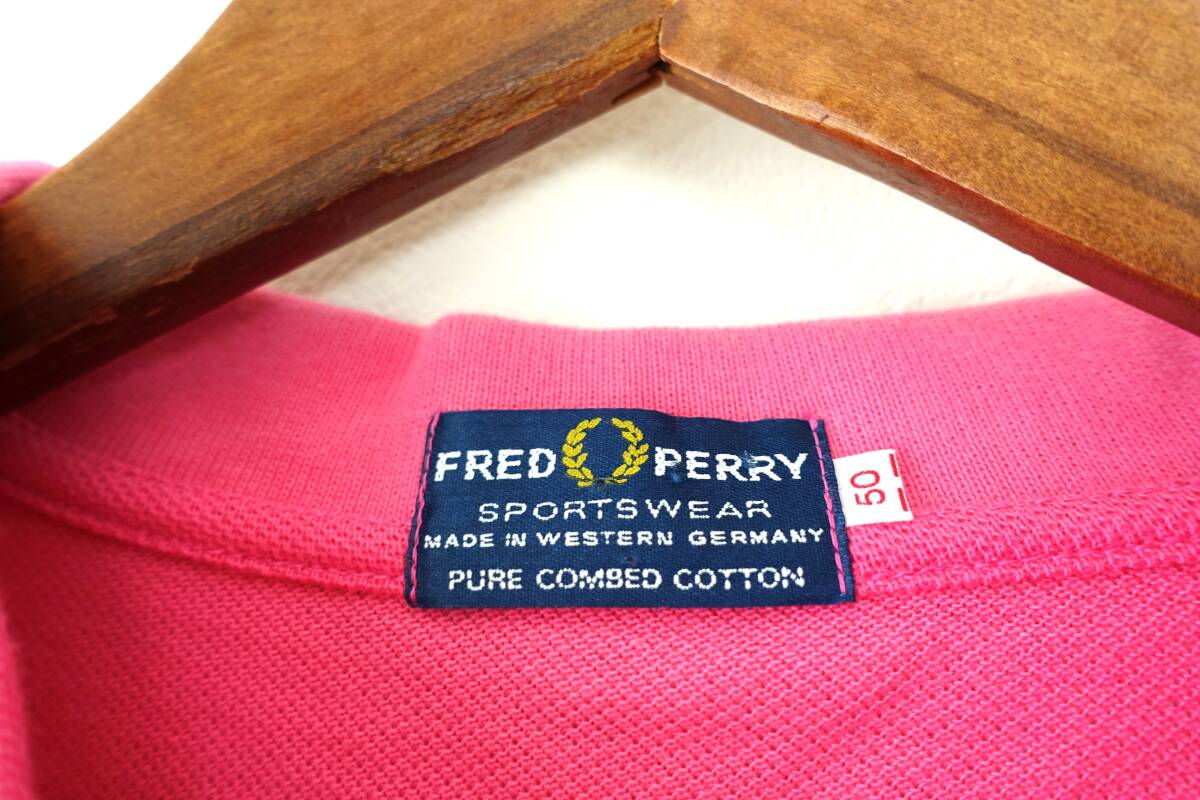 FRED PERRY
SPORTSWEAR
MADE IN WESTERN GERMANY
PURE COMBED COTTON
50